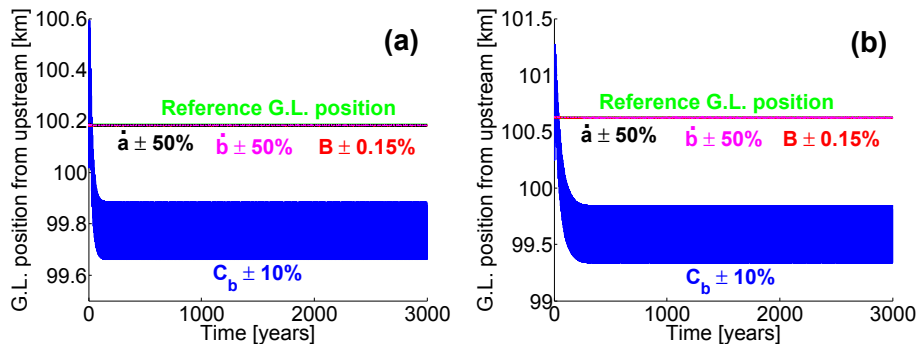 (a)
G.L. position from upstream [km]
100.6
100.4
100.2
100
99.8
99.6
Reference G.L. position
ȧ ± 50%
ḃ ± 50%
B ± 0.15%
C_b ± 10%
0
1000
2000
3000
Time [years]
(b)
G.L. position from upstream [km]
101.5
101
100.5
100
99.5
99
Reference G.L. position
ȧ ± 50%
ḃ ± 50%
B ± 0.15%
C_b ± 10%
0
1000
2000
3000
Time [years]